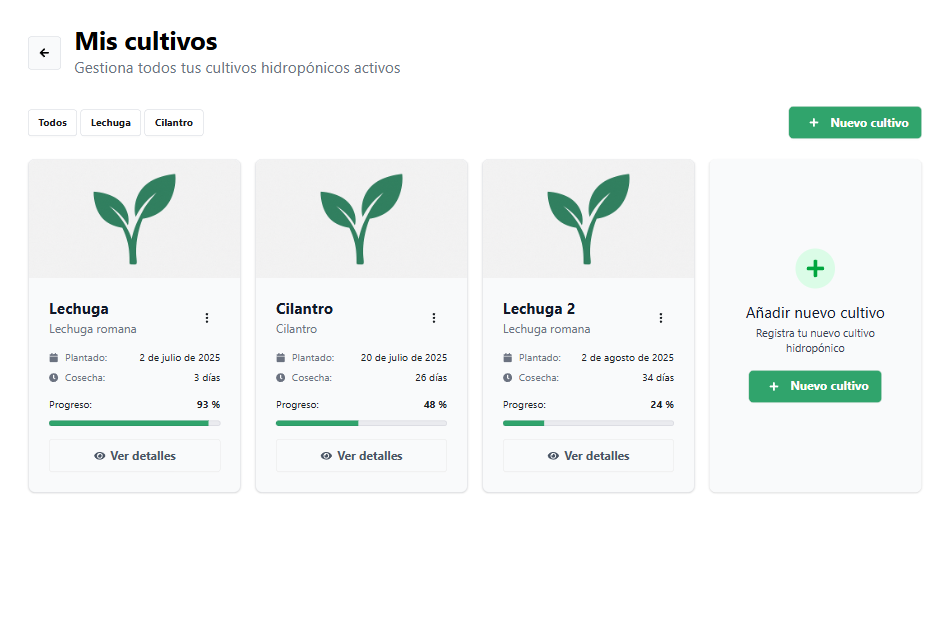 Mis cultivos
Gestiona todos tus cultivos hidropónicos activos
Todos
Lechuga
Cilantro
Nuevo cultivo
Lechuga
Lechuga romana
Plantado: 2 de julio de 2025
Cosecha: 3 días
Progreso: 93 %
Ver detalles
Cilantro
Cilantro
Plantado: 20 de julio de 2025
Cosecha: 26 días
Progreso: 48 %
Ver detalles
Lechuga 2
Lechuga romana
Plantado: 2 de agosto de 2025
Cosecha: 34 días
Progreso: 24 %
Ver detalles
Añadir nuevo cultivo
Registra tu nuevo cultivo
hidropónico
Nuevo cultivo